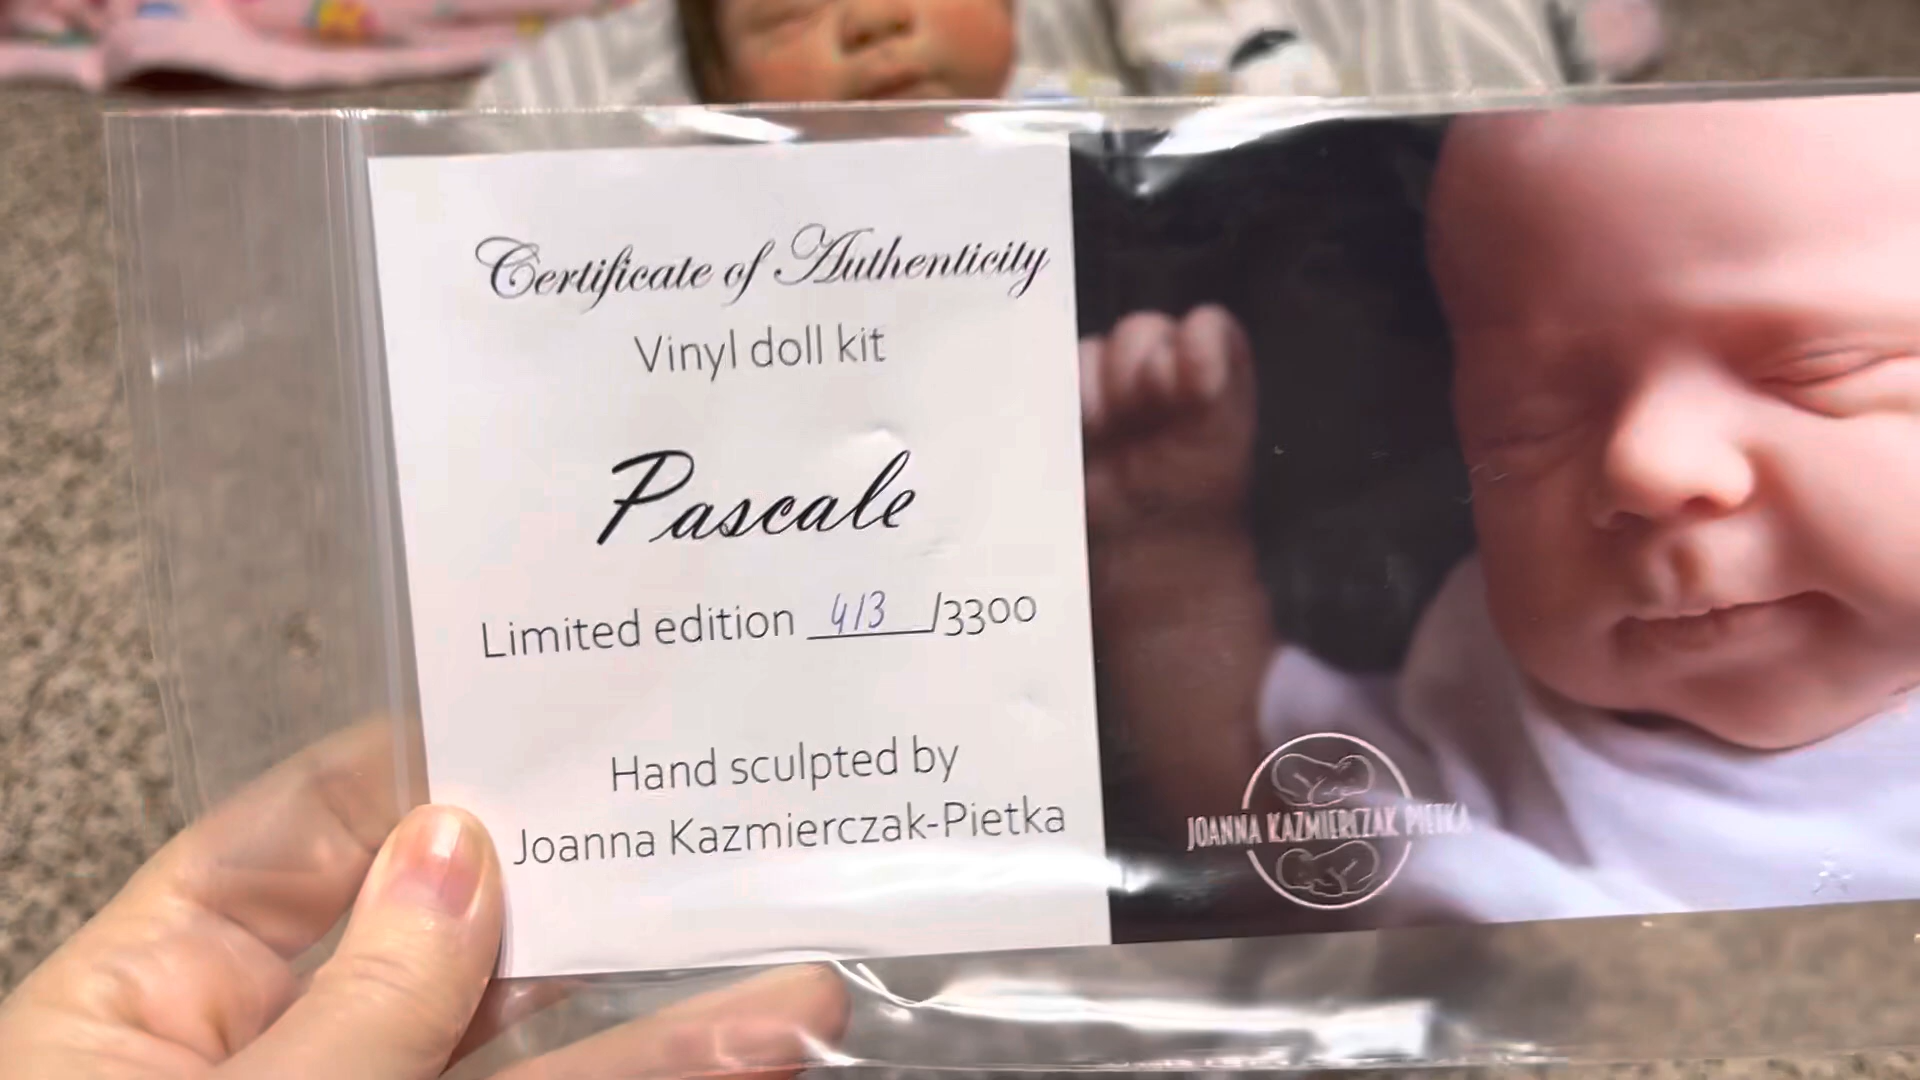 Certificate of Authenticity
Vinyl doll kit
Pascale
Limited edition 413/3300
Hand sculpted by
Joanna Kazmierczak-Pietka
JOANNA KAZMIERCZAK PIETKA